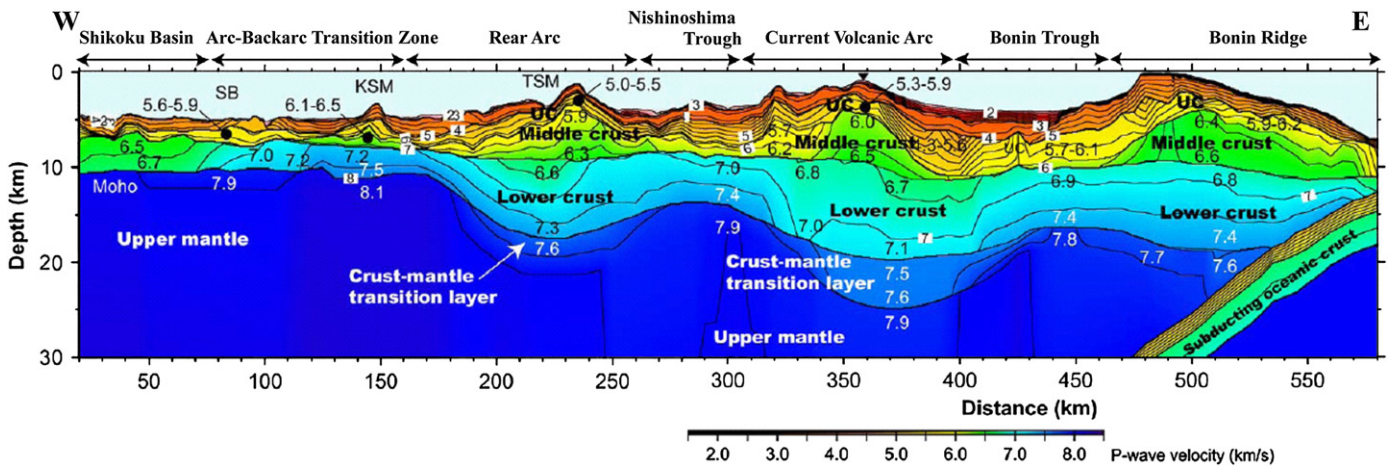 W
E
Nishinoshima
Shikoku Basin Arc-Backarc Transition Zone Rear Arc Trough Current Volcanic Arc Bonin Trough Bonin Ridge
0
10
20
30
Depth (km)
SB
KSM
TSM
5.0-5.5
5.3-5.9
5.6-5.9
6.1-6.5
2 3
3
2
3
UC
5.9
UC
6.0
UC
6.4
5.9-6.2
5
4
4
5
5
6
6
7
Middle crust
Middle crust
Middle crust
5.7
6.2
5.7-6.1
6.5
6.7
7.0
7.2
7.2
7.5
6.3
6.6
7.0
6.8
6.5
6.7
6.9
6.6
6.8
Moho
7.9
8
8.1
Lower crust
7.4
Lower crust
Lower crust
7
7.3
7.6
7.9
7.0
7
7.1
7.4
7.8
7.4
7.7
7.6
Upper mantle
Crust-mantle
transition layer
Crust-mantle
transition layer
7.5
7.6
7.9
Upper mantle
Subducting oceanic crust
50 100 150 200 250 300 350 400 450 500 550
Distance (km)
2.0 3.0 4.0 5.0 6.0 7.0 8.0 P-wave velocity (km/s)